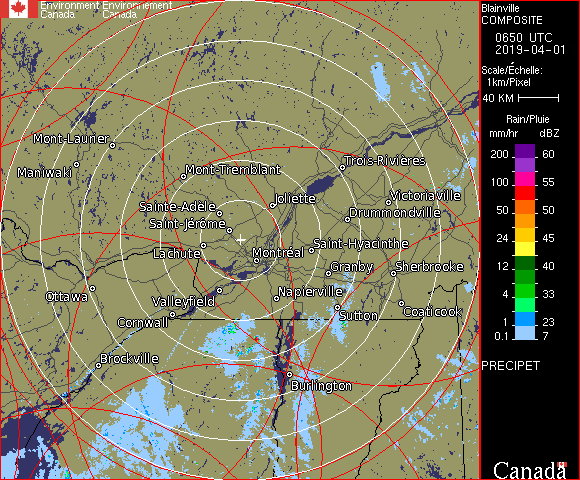 Environment Environnement
Canada Canada
Mont-Laurier
Maniwaki
Mont-Tremblant
Trois-Rivières
Sainte-Adèle
Joliette
Victoriaville
Saint-Jérôme
Drummondville
Lachute
Montréal
Saint-Hyacinthe
Granby
Sherbrooke
Ottawa
Valleyfield
Napierville
Cornwall
Sutton
Coaticook
Brockville
Burlington
Blainville
COMPOSITE
0650 UTC
2019-04-01
Scale/Échelle:
1km/Pixel
40 KM
Rain/Pluie
mm/hr dBZ
200 60
150 57
100 55
50 50
24 45
12 40
4 33
1 23
0.1 7
PRECIPET
Canada